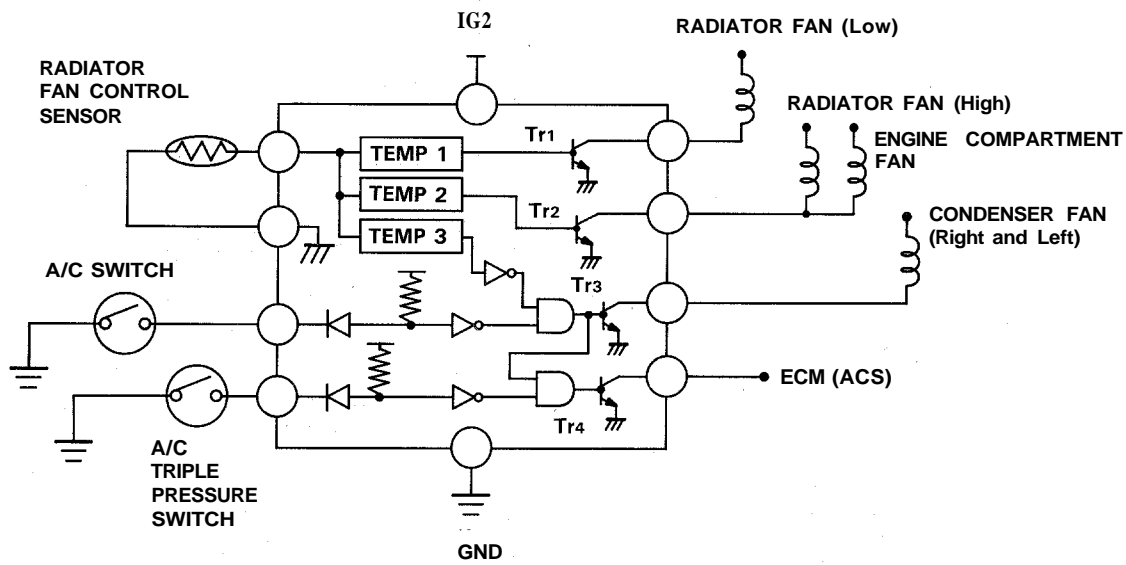 IG2
RADIATOR FAN (Low)
RADIATOR
FAN CONTROL
SENSOR
RADIATOR FAN (High)
ENGINE COMPARTMENT
FAN
Tr1
TEMP 1
TEMP 2
Tr2
TEMP 3
CONDENSER FAN
(Right and Left)
A/C SWITCH
Tr3
ECM (ACS)
Tr4
A/C
TRIPLE
PRESSURE
SWITCH
GND